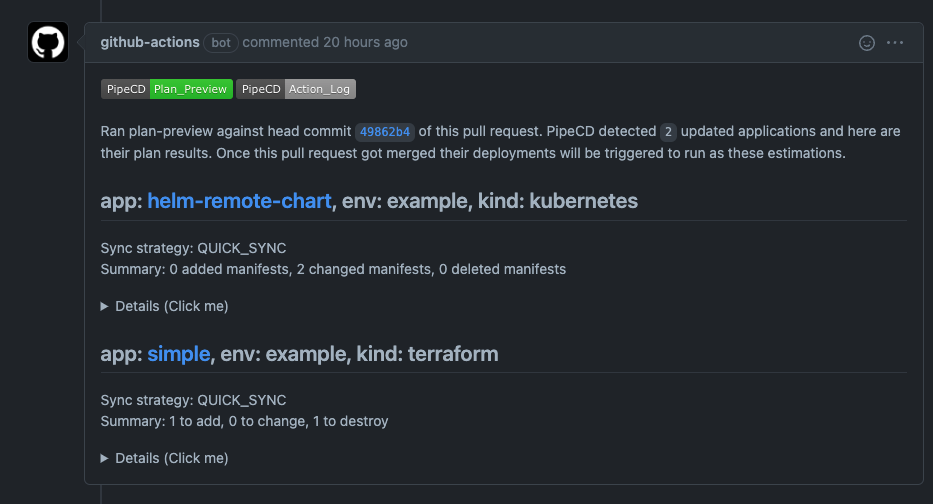 github-actions bot commented 20 hours ago
PipeCD Plan_Preview PipeCD Action_Log
Ran plan-preview against head commit 49862b4 of this pull request. PipeCD detected 2 updated applications and here are
their plan results. Once this pull request got merged their deployments will be triggered to run as these estimations.
app: helm-remote-chart, env: example, kind: kubernetes
Sync strategy: QUICK_SYNC
Summary: 0 added manifests, 2 changed manifests, 0 deleted manifests
Details (Click me)
app: simple, env: example, kind: terraform
Sync strategy: QUICK_SYNC
Summary: 1 to add, 0 to change, 1 to destroy
Details (Click me)